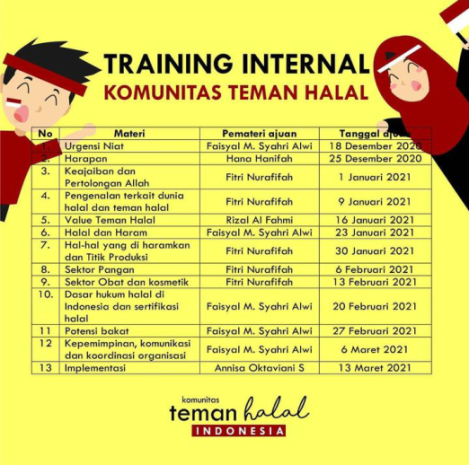 TRAINING INTERNAL
KOMUNITAS TEMAN HALAL
No Materi Pemateri ajuan Tanggal ajuan
1. Urgensi Niat Faisyal M. Syahri Alwi 18 Desember 2020
2. Harapan Hana Hanifah 25 Desember 2020
3. Keajaiban dan
Pertolongan Allah Fitri Nurafifah 1 Januari 2021
4. Pengenalan terkait dunia
halal dan teman halal Fitri Nurafifah 9 Januari 2021
5. Value Teman Halal Rizal Al Fahmi 16 Januari 2021
6. Halal dan Haram Faisyal M. Syahri Alwi 23 Januari 2021
7. Hal-hal yang di haramkan
dan Titik Produksi Fitri Nurafifah 30 Januari 2021
8. Sektor Pangan Fitri Nurafifah 6 Februari 2021
9. Sektor Obat dan kosmetik Fitri Nurafifah 13 Februari 2021
10. Dasar hukum halal di
Indonesia dan sertifikasi Faisyal M. Syahri Alwi 20 Februari 2021
halal
11 Potensi bakat Faisyal M. Syahri Alwi 27 Februari 2021
12 Kepemimpinan, komunikasi
dan koordinasi organisasi Faisyal M. Syahri Alwi 6 Maret 2021
13 Implementasi Annisa Oktaviani S 13 Maret 2021
komunitas
teman halal
INDONESIA